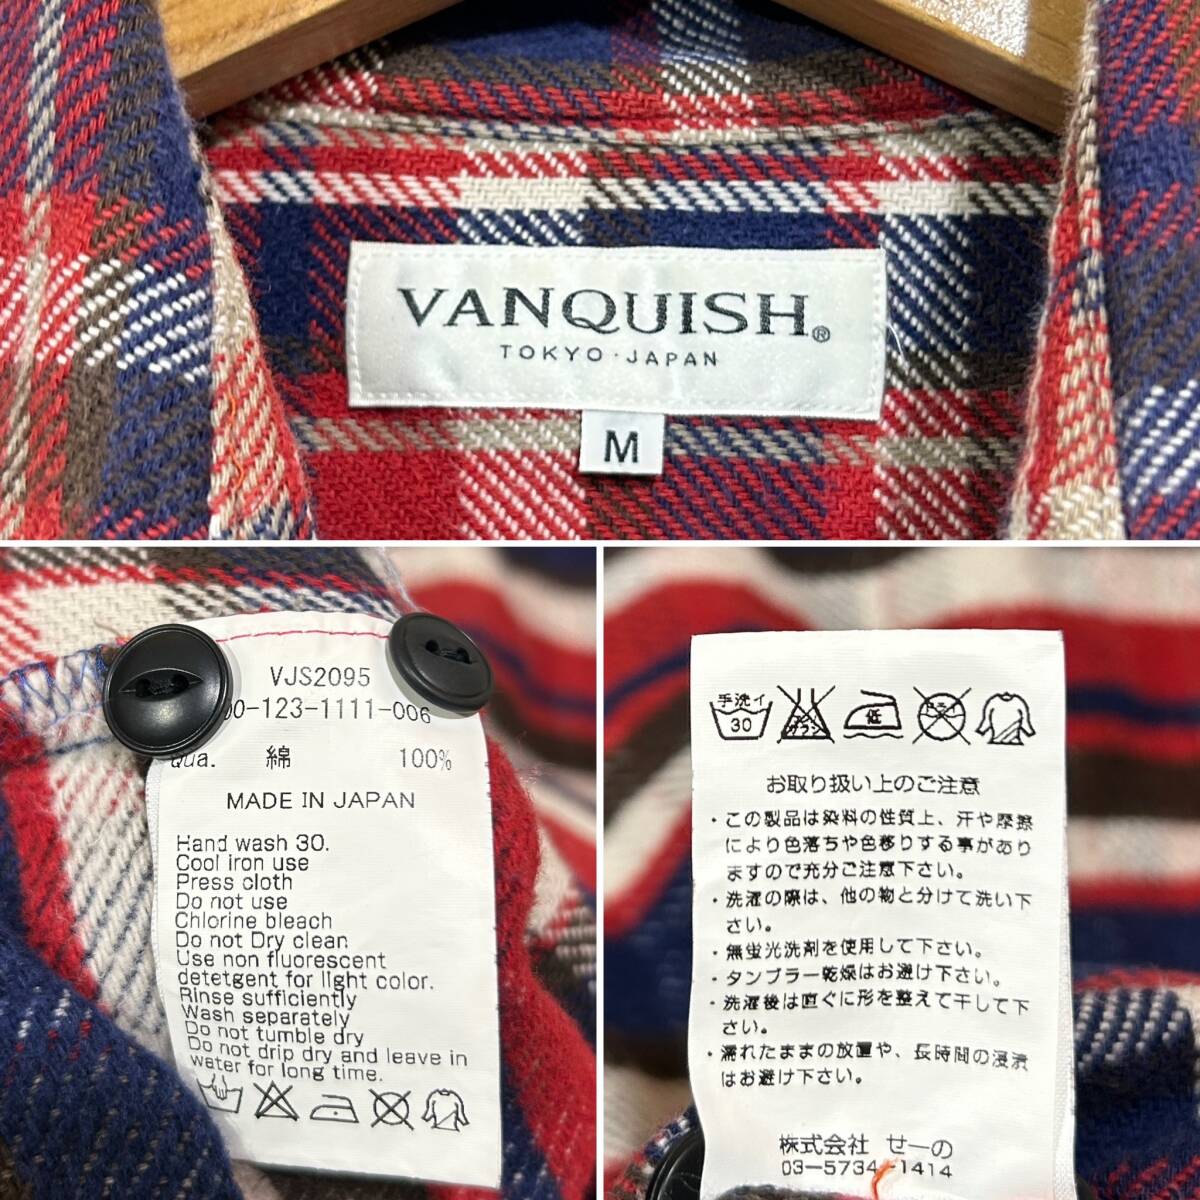 VANQUISH®
TOKYO・JAPAN
M
VJS2095
00-123-1111-006
Qua. 綿 100%
MADE IN JAPAN
Hand wash 30.
Cool iron use
Press cloth
Do not use
Chlorine bleach
Do not Dry clean
Use non fluorescent
detetgent for light color.
Rinse sufficiently
Wash separately
Do not tumble dry
Do not drip dry and leave in
water for long time.
手洗イ
30
エンソ
サラシ
低
ドライ
お取り扱い上のご注意
・この製品は染料の性質上、汗や摩擦
により色落ちや色移りする事があり
ますので充分ご注意下さい。
・洗濯の際は、他の物と分けて洗い下
さい。
・無蛍光洗剤を使用して下さい。
・タンブラー乾燥はお避け下さい。
・洗濯後は直ぐに形を整えて干して下
さい。
・濡れたままの放置や、長時間の浸漬
はお避け下さい。
株式会社 せーの
03-5734-1414